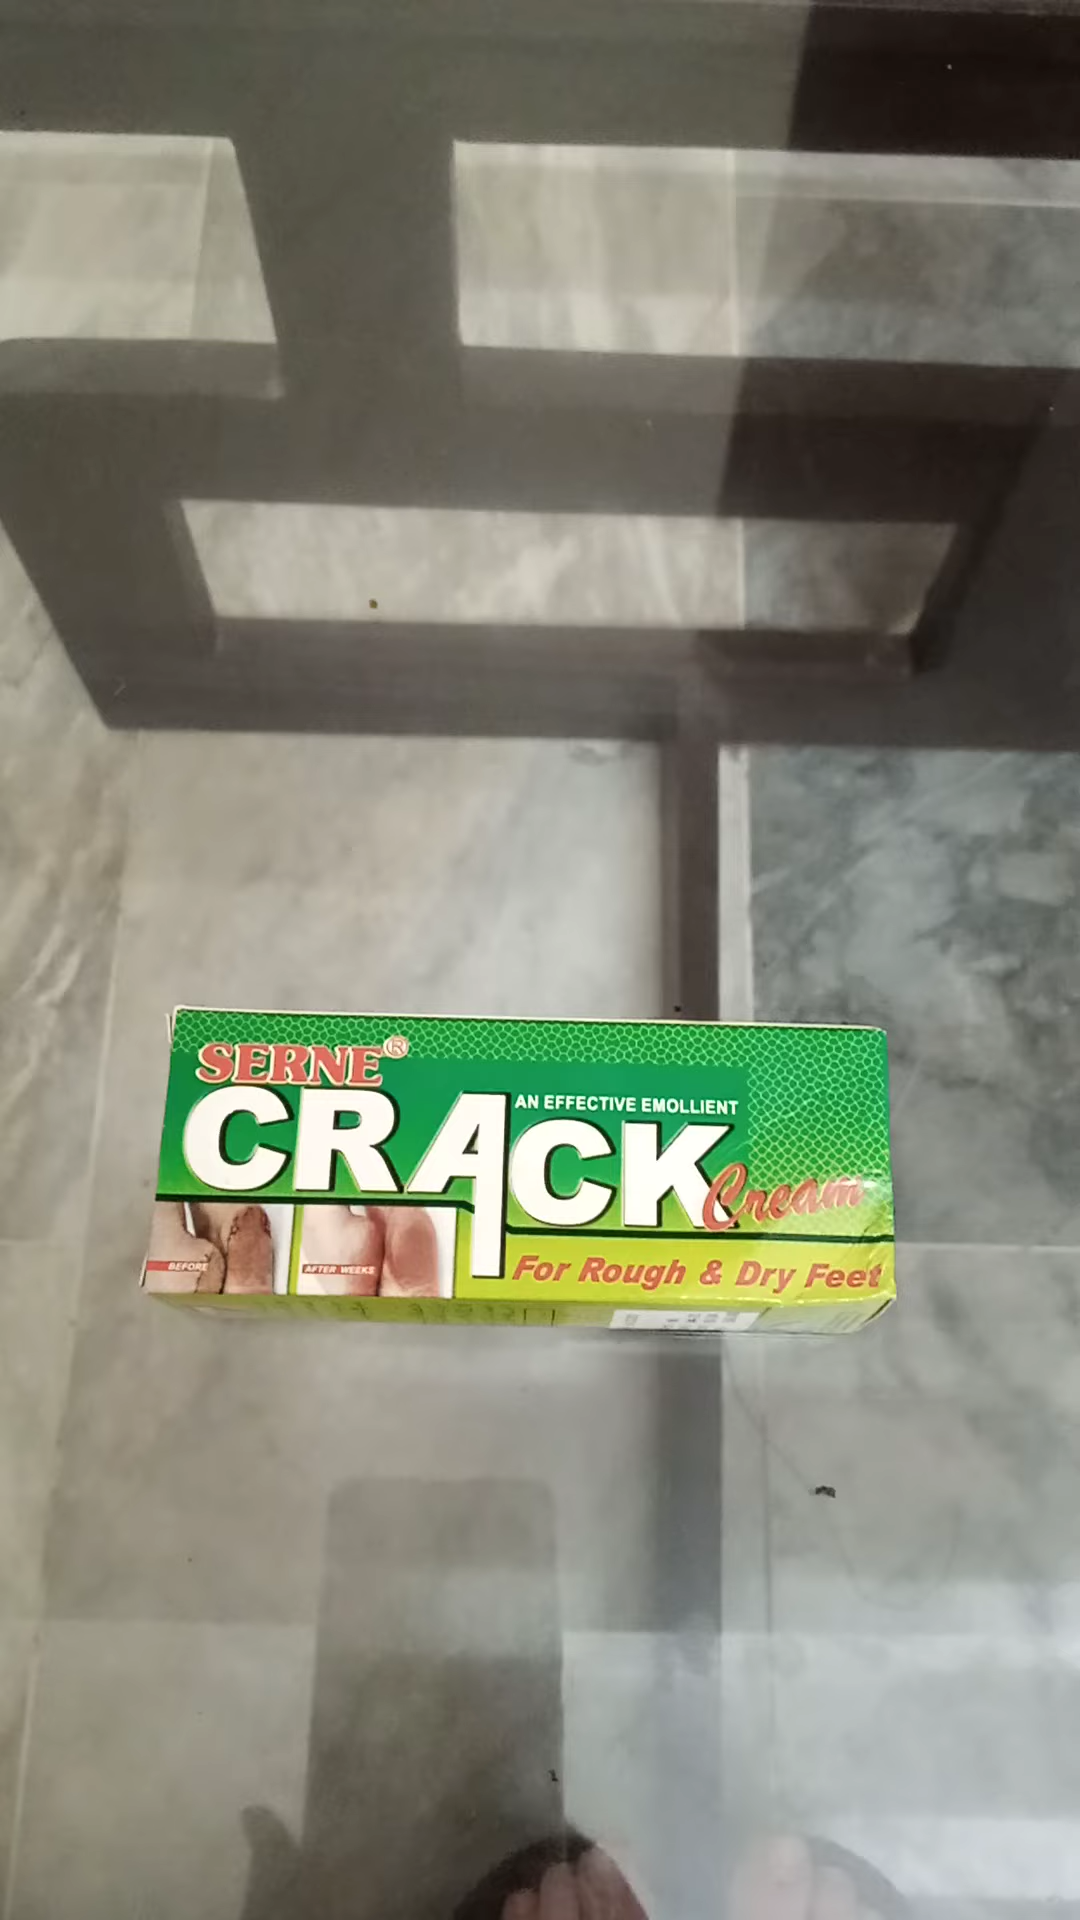 SERNE®
CRACK
AN EFFECTIVE EMOLLIENT
Cream
BEFORE
AFTER WEEKS
For Rough & Dry Feet